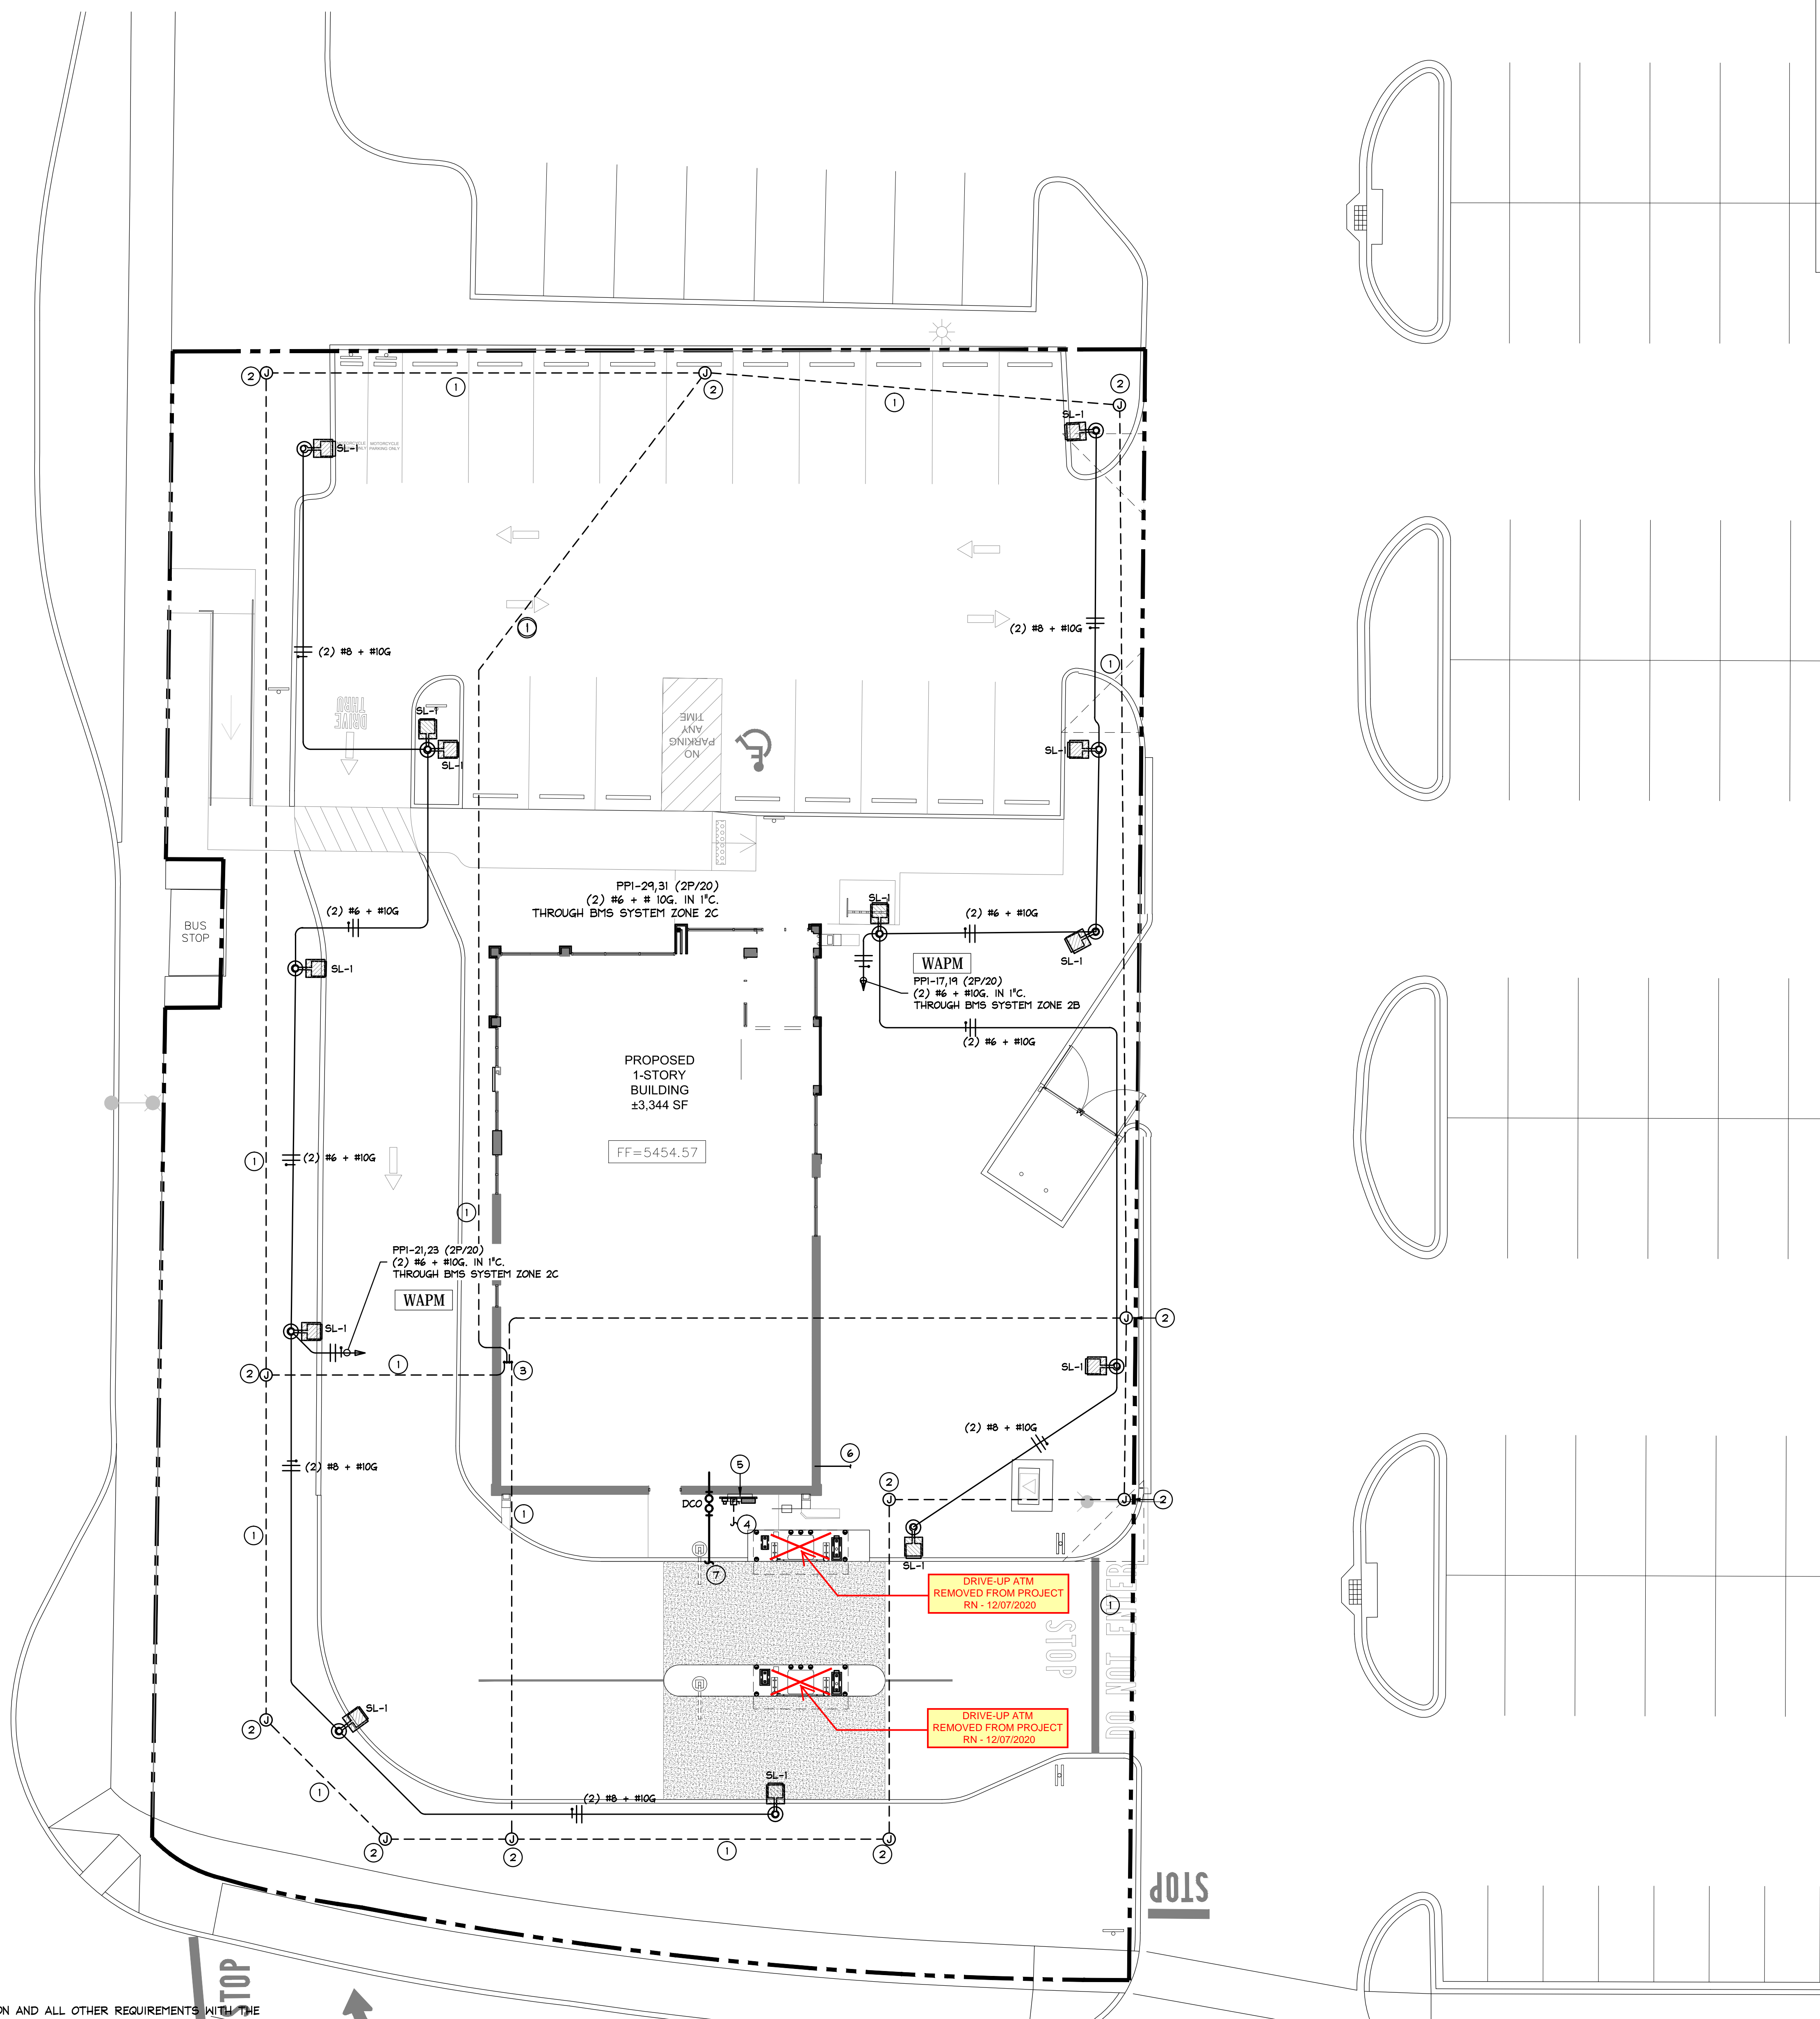 2
J
1
J
2
1
2
J
SL-1
SL-1
MOTORCYCLE
PARKING ONLY
1
(2) #8 + #10G
(2) #8 + #10G
1
DRIVE
THRU
SL-1
SL-1
NO
PARKING
ANY
TIME
SL-1
PP1-29,31 (2P/20)
(2) #6 + # 10G. IN 1"C.
THROUGH BMS SYSTEM ZONE 2C
SL-1
(2) #6 + #10G
(2) #6 + #10G
BUS
STOP
SL-1
WAPM
PP1-17,19 (2P/20)
(2) #6 + #10G. IN 1"C.
THROUGH BMS SYSTEM ZONE 2B
SL-1
(2) #6 + #10G
PROPOSED
1-STORY
BUILDING
±3,344 SF
FF=5454.57
1
(2) #6 + #10G
1
PP1-21,23 (2P/20)
(2) #6 + #10G. IN 1"C.
THROUGH BMS SYSTEM ZONE 2C
WAPM
SL-1
J
2
2
J
1
3
SL-1
(2) #8 + #10G
(2) #8 + #10G
6
5
2
J
J
2
DCO
1
4
J
1
SL-1
7
DRIVE-UP ATM
REMOVED FROM PROJECT
RN - 12/07/2020
1
STOP
DO NOT ENTER
DRIVE-UP ATM
REMOVED FROM PROJECT
RN - 12/07/2020
2
J
SL-1
1
SL-1
(2) #8 + #10G
J
2
J
2
1
J
2
STOP
STOP
ON AND ALL OTHER REQUIREMENTS WITH THE